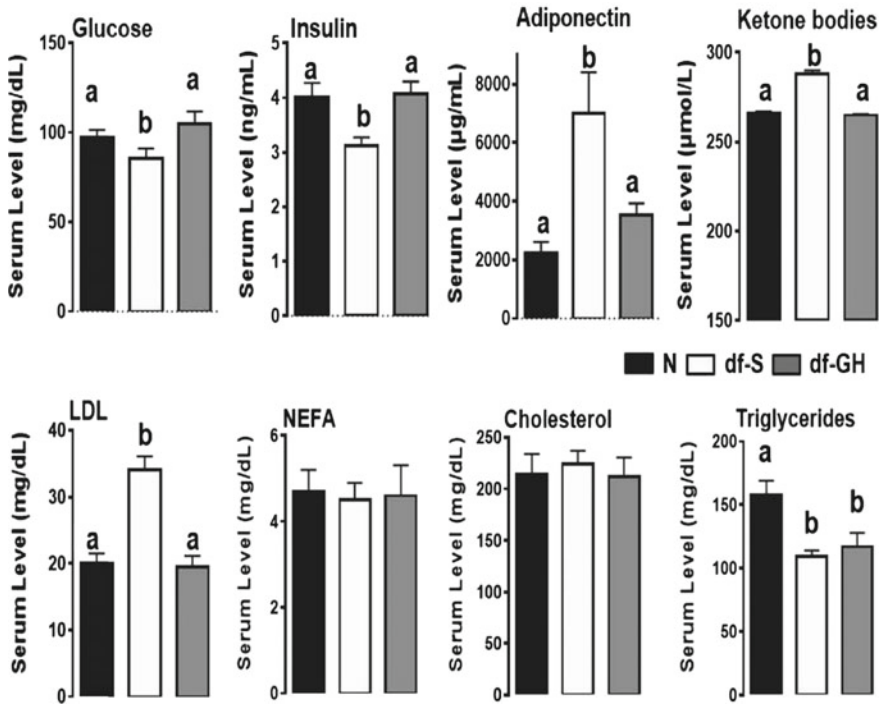 Glucose
Serum Level (mg/dL)
150
100
50
0
a
b
a
Insulin
Serum Level (ng/mL)
5
4
3
2
1
0
a
b
a
Adiponectin
Serum Level (µg/mL)
8000
6000
4000
2000
0
a
b
a
Ketone bodies
Serum Level (µmol/L)
300
250
200
150
a
b
a
N df-S df-GH
LDL
Serum Level (mg/dL)
40
30
20
10
0
a
b
a
NEFA
Serum Level (mg/dL)
6
4
2
0
Cholesterol
Serum Level (mg/dL)
250
200
150
100
50
0
Triglycerides
Serum Level (mg/dL)
200
150
100
50
0
a
b
b